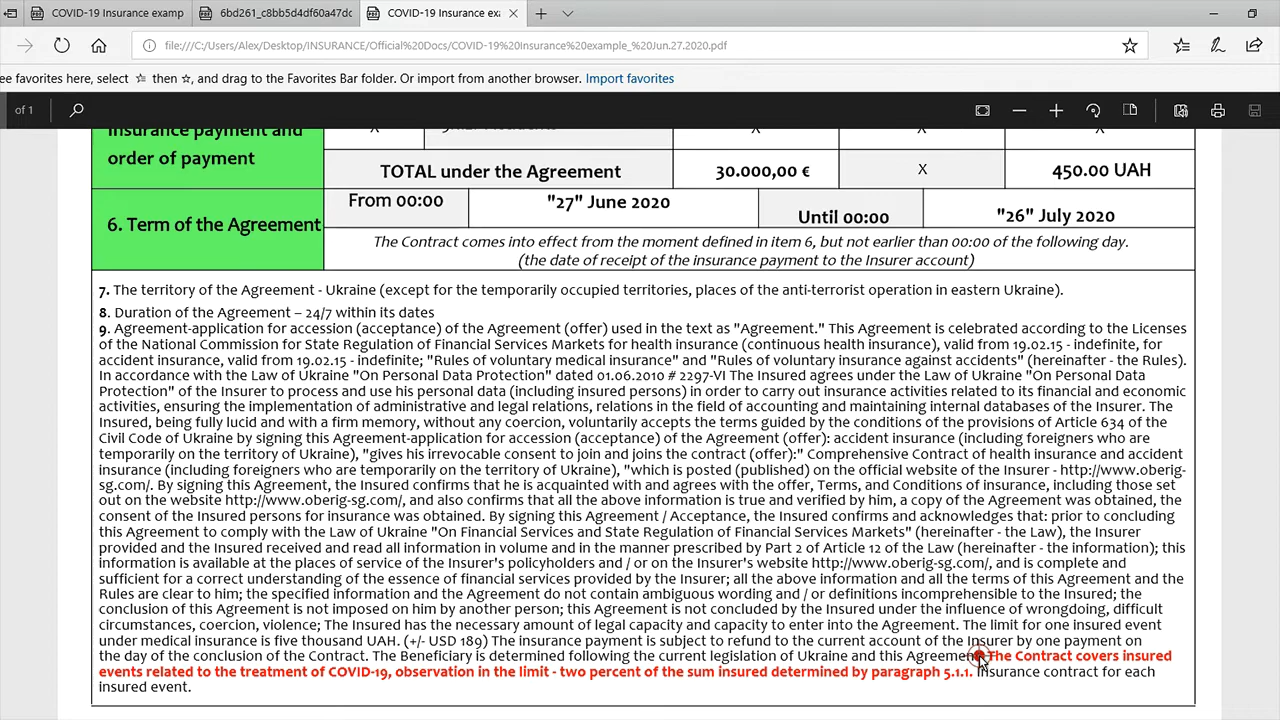 COVID-19 Insurance examp
6bd261_c8bb5d4df60a47dc
COVID-19 Insurance exa
file:///C:/Users/Alex/Desktop/INSURANCE/Official%20Docs/COVID-19%20Insurance%20example_%20Jun.27.2020.pdf
ee favorites here, select ☆ then ☆, and drag to the Favorites Bar folder. Or import from another browser. Import favorites
of 1
insurance payment and
order of payment
X X X X
TOTAL under the Agreement 30.000,00 € X 450.00 UAH
6. Term of the Agreement
From 00:00 "27" June 2020 Until 00:00 "26" July 2020
The Contract comes into effect from the moment defined in item 6, but not earlier than 00:00 of the following day.
(the date of receipt of the insurance payment to the Insurer account)
7. The territory of the Agreement - Ukraine (except for the temporarily occupied territories, places of the anti-terrorist operation in eastern Ukraine).
8. Duration of the Agreement – 24/7 within its dates
9. Agreement-application for accession (acceptance) of the Agreement (offer) used in the text as "Agreement." This Agreement is celebrated according to the Licenses
of the National Commission for State Regulation of Financial Services Markets for health insurance (continuous health insurance), valid from 19.02.15 - indefinite, for
accident insurance, valid from 19.02.15 - indefinite; "Rules of voluntary medical insurance" and "Rules of voluntary insurance against accidents" (hereinafter - the Rules).
In accordance with the Law of Ukraine "On Personal Data Protection" dated 01.06.2010 # 2297-VI The Insured agrees under the Law of Ukraine "On Personal Data
Protection" of the Insurer to process and use his personal data (including insured persons) in order to carry out insurance activities related to its financial and economic
activities, ensuring the implementation of administrative and legal relations, relations in the field of accounting and maintaining internal databases of the Insurer. The
Insured, being fully lucid and with a firm memory, without any coercion, voluntarily accepts the terms guided by the conditions of the provisions of Article 634 of the
Civil Code of Ukraine by signing this Agreement-application for accession (acceptance) of the Agreement (offer): accident insurance (including foreigners who are
temporarily on the territory of Ukraine), "gives his irrevocable consent to join and joins the contract (offer):" Comprehensive Contract of health insurance and accident
insurance (including foreigners who are temporarily on the territory of Ukraine), "which is posted (published) on the official website of the Insurer - http://www.oberig-
sg.com/. By signing this Agreement, the Insured confirms that he is acquainted with and agrees with the offer, Terms, and Conditions of insurance, including those set
out on the website http://www.oberig-sg.com/, and also confirms that all the above information is true and verified by him, a copy of the Agreement was obtained, the
consent of the Insured persons for insurance was obtained. By signing this Agreement / Acceptance, the Insured confirms and acknowledges that: prior to concluding
this Agreement to comply with the Law of Ukraine "On Financial Services and State Regulation of Financial Services Markets" (hereinafter - the Law), the Insurer
provided and the Insured received and read all information in volume and in the manner prescribed by Part 2 of Article 12 of the Law (hereinafter - the information); this
information is available at the places of service of the Insurer's policyholders and / or on the Insurer's website http://www.oberig-sg.com/, and is complete and
sufficient for a correct understanding of the essence of financial services provided by the Insurer; all the above information and all the terms of this Agreement and the
Rules are clear to him; the specified information and the Agreement do not contain ambiguous wording and / or definitions incomprehensible to the Insured; the
conclusion of this Agreement is not imposed on him by another person; this Agreement is not concluded by the Insured under the influence of wrongdoing, difficult
circumstances, coercion, violence; The Insured has the necessary amount of legal capacity and capacity to enter into the Agreement. The limit for one insured event
under medical insurance is five thousand UAH. (+/- USD 189) The insurance payment is subject to refund to the current account of the Insurer by one payment on
the day of the conclusion of the Contract. The Beneficiary is determined following the current legislation of Ukraine and this Agreement. The Contract covers insured
events related to the treatment of COVID-19, observation in the limit - two percent of the sum insured determined by paragraph 5.1.1. Insurance contract for each
insured event.